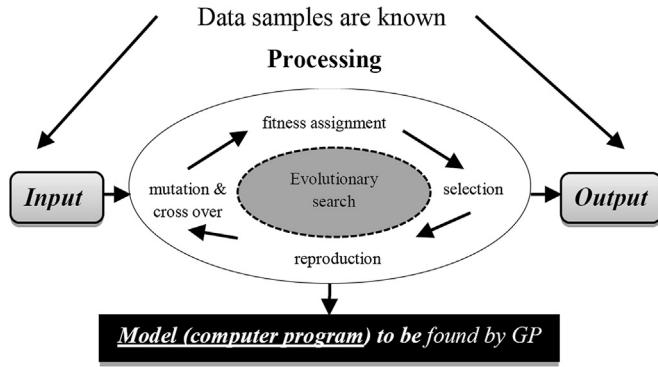 Data samples are known
Processing
fitness assignment
Input
mutation &
cross over
Evolutionary
search
selection
Output
reproduction
Model (computer program) to be found by GP